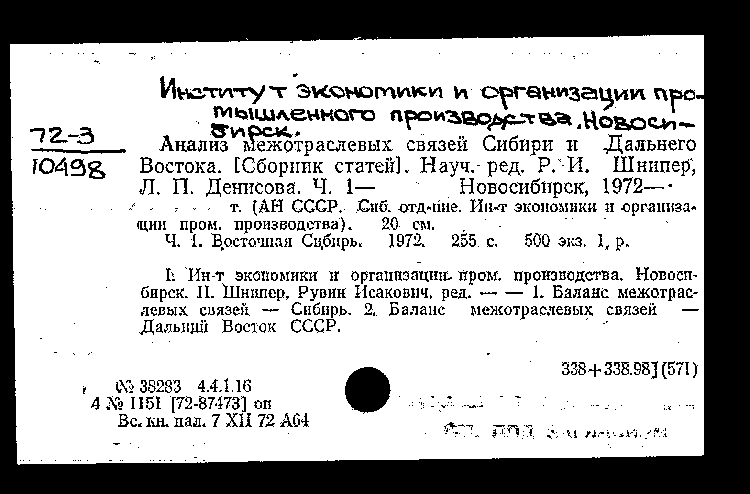 Институт экономики и организации про-
мышленного производства. Новоси-
бирск.
72-3
10498
Анализ межотраслевых связей Сибири и Дальнего
Востока. [Сборник статей]. Науч. ред. Р. И. Шнипер,
Л. П. Денисова. Ч. 1— Новосибирск, 1972—
т. (АН СССР. Сиб. отд-ние. Ин-т экономики и организа-
ции пром. производства). 20 см.
Ч. 1. Восточная Сибирь. 1972. 255 с. 500 экз. 1 р.
I. Ин-т экономики и организации пром. производства. Новоси-
бирск. II. Шнипер, Рувин Исакович, ред. — — 1. Баланс межотрас-
левых связей — Сибирь. 2. Баланс межотраслевых связей —
Дальний Восток СССР.
338+338.98](571)
№ 38283 4.4.1.16
4 № 1151 [72-87473] оп
Вс. кн. пал. 7 XII 72 А64